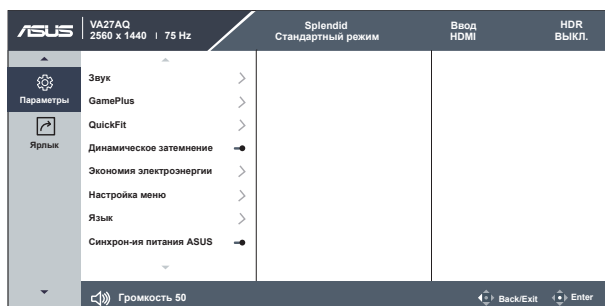 ASUS
VA27AQ
2560 x 1440 | 75 Hz
Splendid
Стандартный режим
Ввод
HDMI
HDR
ВЫКЛ.
Параметры
Ярлык
Звук
GamePlus
QuickFit
Динамическое затемнение
Экономия электроэнергии
Настройка меню
Язык
Синхрон-ия питания ASUS
Громкость 50
Back/Exit
Enter